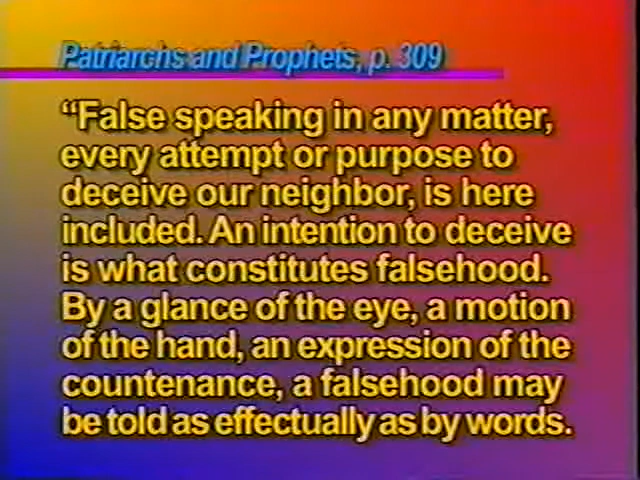 Patriarchs and Prophets, p. 309
“False speaking in any matter,
every attempt or purpose to
deceive our neighbor, is here
included. An intention to deceive
is what constitutes falsehood.
By a glance of the eye, a motion
of the hand, an expression of the
countenance, a falsehood may
be told as effectually as by words.